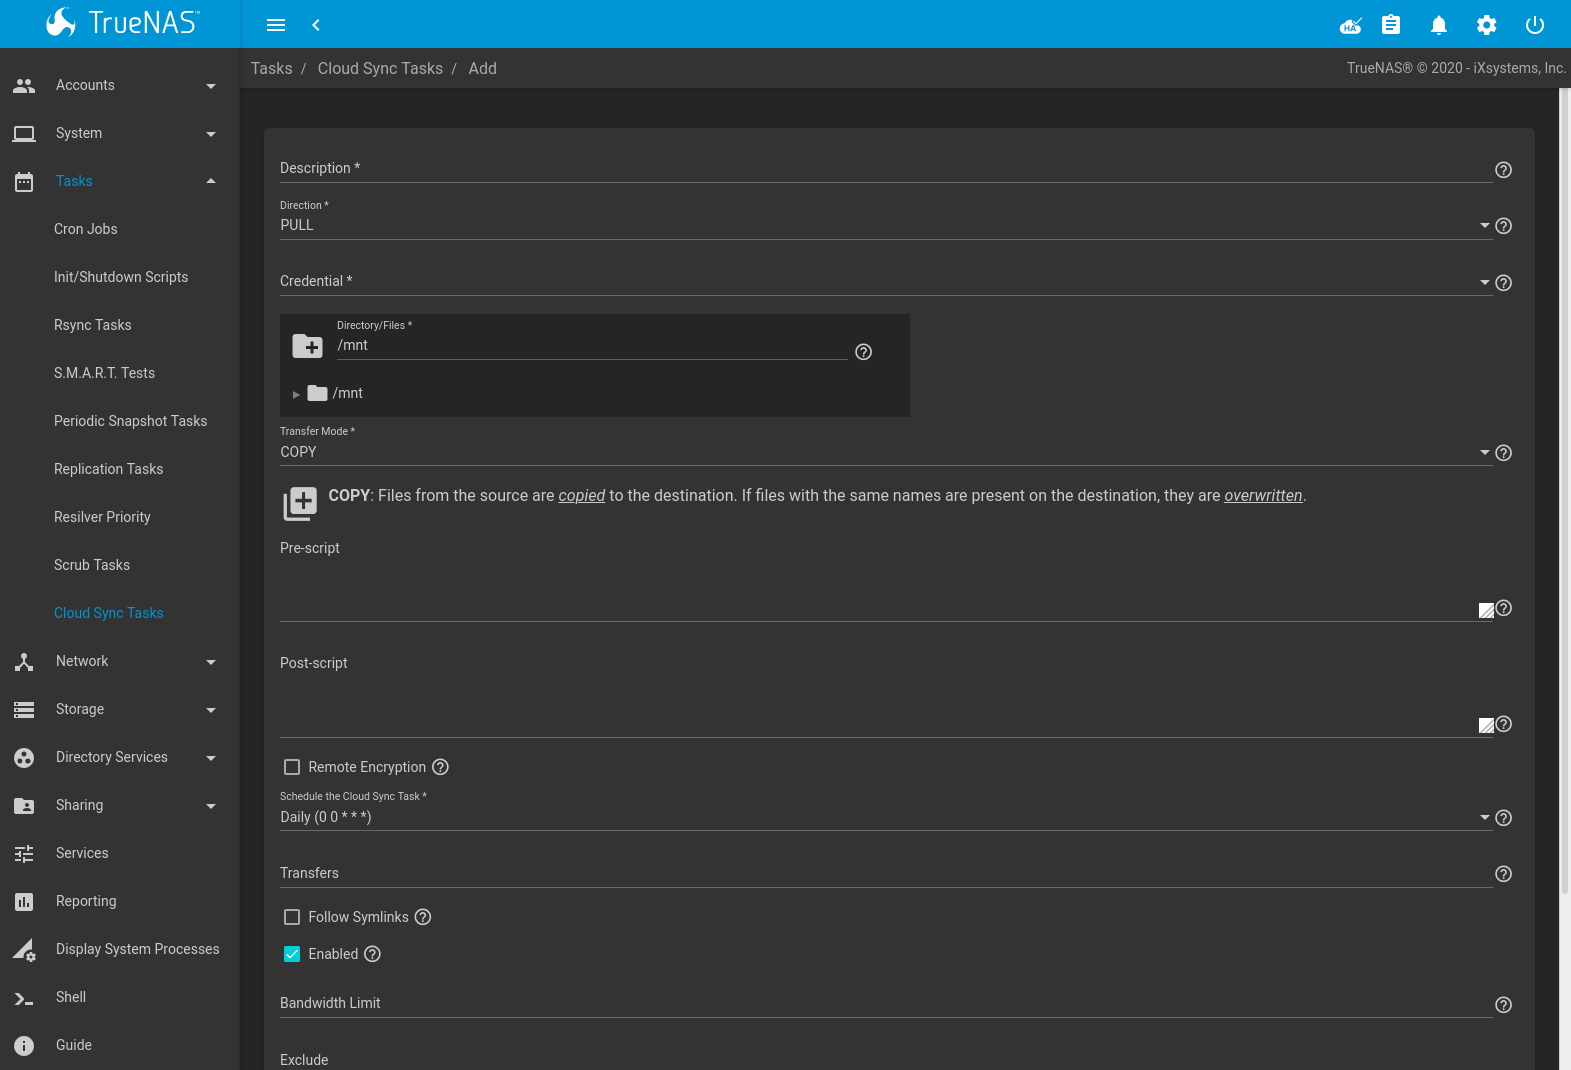 TrueNAS™
HA
Tasks / Cloud Sync Tasks / Add
TrueNAS® © 2020 - iXsystems, Inc.
Accounts
System
Tasks
Cron Jobs
Init/Shutdown Scripts
Rsync Tasks
S.M.A.R.T. Tests
Periodic Snapshot Tasks
Replication Tasks
Resilver Priority
Scrub Tasks
Cloud Sync Tasks
Network
Storage
Directory Services
Sharing
Services
Reporting
Display System Processes
Shell
Guide
Description *
Direction *
PULL
Credential *
Directory/Files *
/mnt
/mnt
Transfer Mode *
COPY
COPY: Files from the source are copied to the destination. If files with the same names are present on the destination, they are overwritten.
Pre-script
Post-script
Remote Encryption
Schedule the Cloud Sync Task *
Daily (0 0 * * *)
Transfers
Follow Symlinks
Enabled
Bandwidth Limit
Exclude